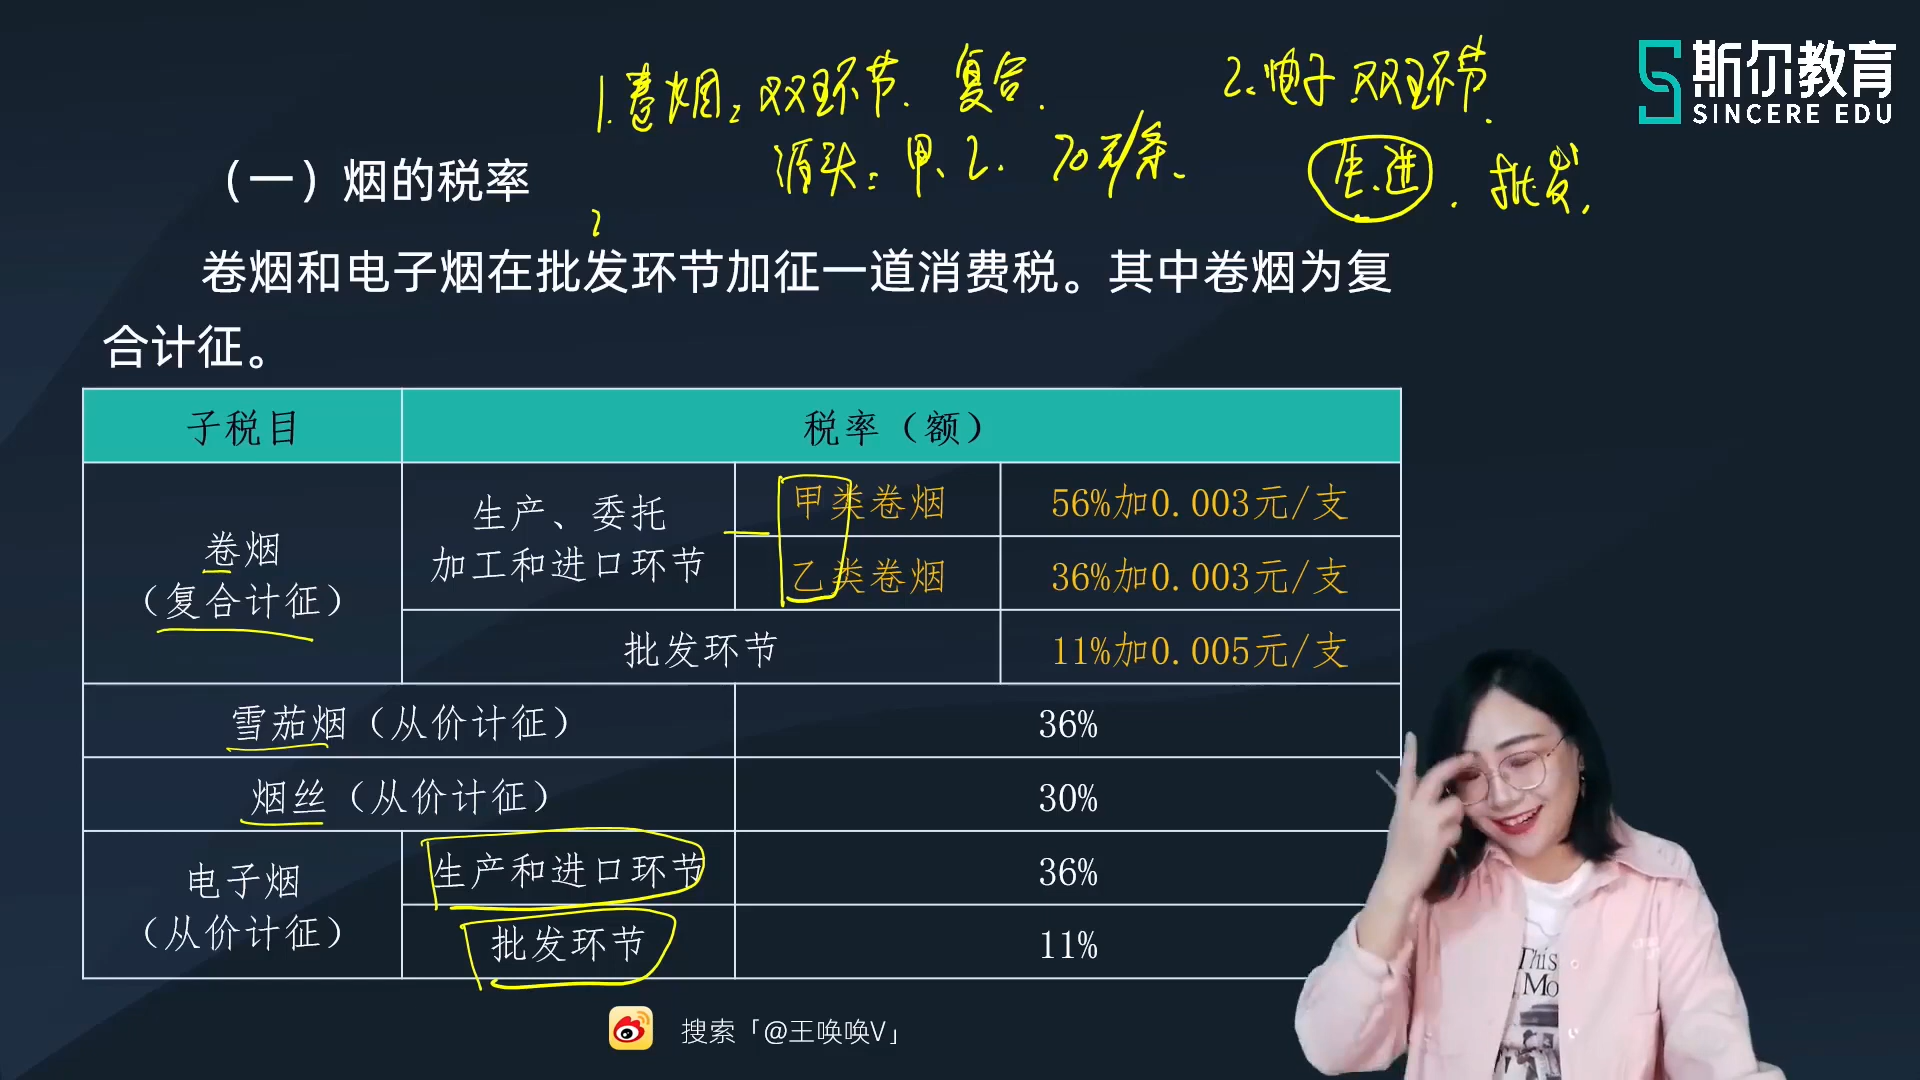 1.卷烟：双环节. 复合.
源头：甲、乙. 70元/条.
2.电子 双环节.
生.进. 批发.
斯尔教育
SINCERE EDU
（一）烟的税率
卷烟和电子烟在批发环节加征一道消费税。其中卷烟为复
合计征。
子税目 税率（额）
卷烟
（复合计征）
生产、委托
加工和进口环节
甲类卷烟 56%加0.003元/支
乙类卷烟 36%加0.003元/支
批发环节 11%加0.005元/支
雪茄烟（从价计征） 36%
烟丝（从价计征） 30%
电子烟
（从价计征）
生产和进口环节 36%
批发环节 11%
This
Mo
搜索「@王唤唤V」